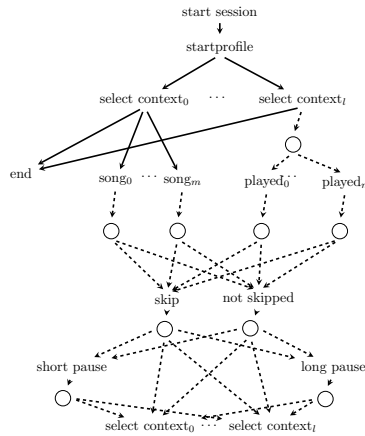 start session
startprofile
select context₀ ··· select contextₗ
end
song₀ ··· songₘ played₀ ··· played
skip not skipped
short pause long pause
select context₀ ··· select contextₗ